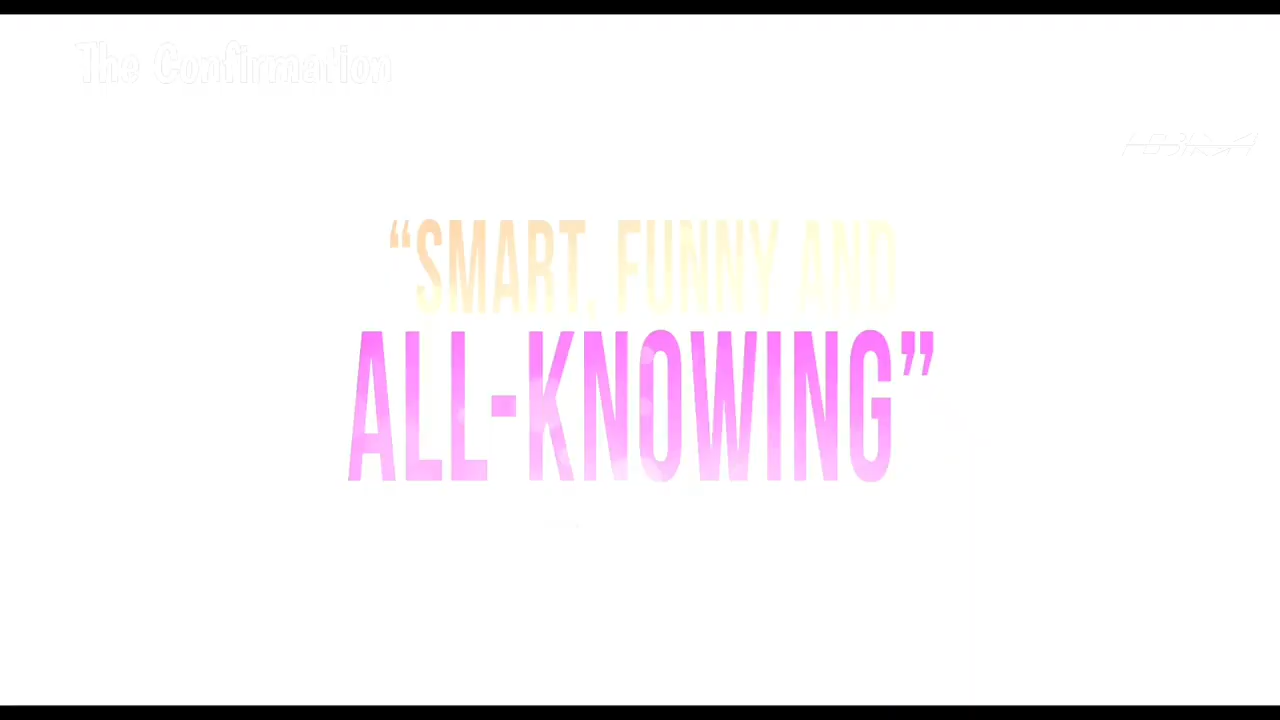 The Confirmation
“SMART, FUNNY AND
ALL-KNOWING”